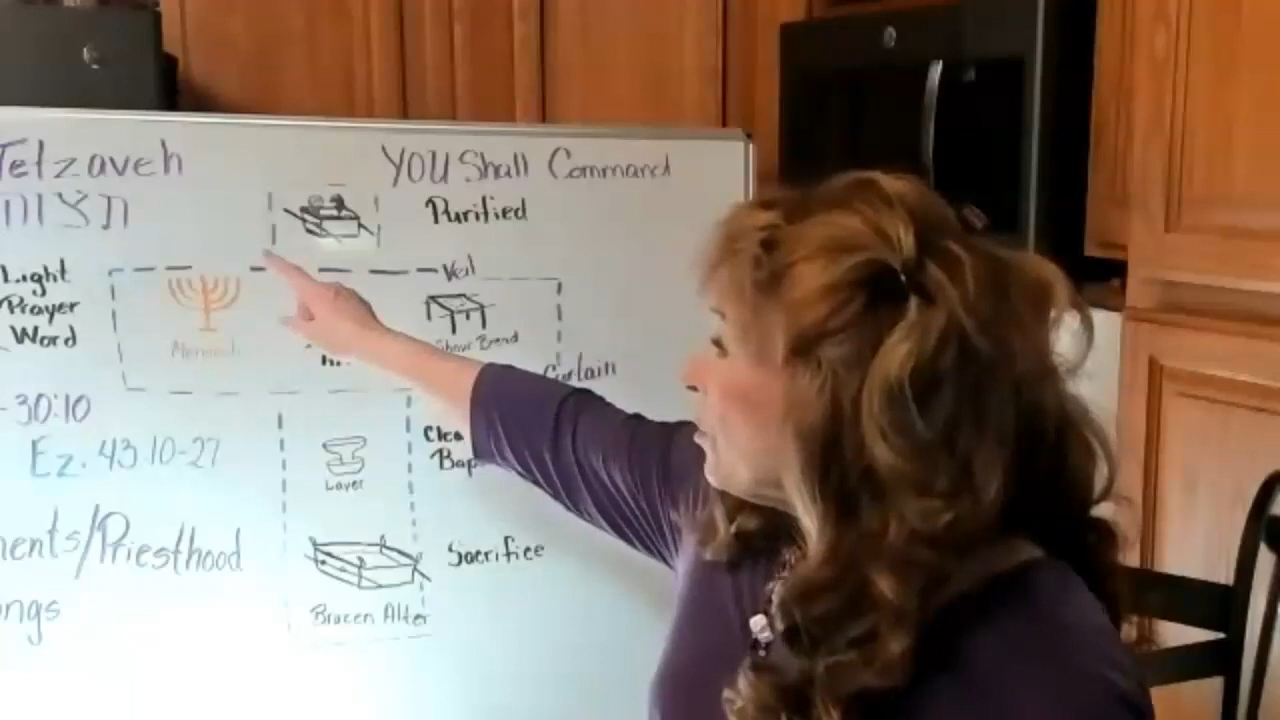 Tetzaveh
YOU Shall Command
תצוה
Purified
Light
Prayer
Word
Veil
Menorah
Show Bread
Curtain
-30:10
Ez. 43:10-27
Laver
ments/Priesthood
Sacrifice
ngs
Brazen Alter